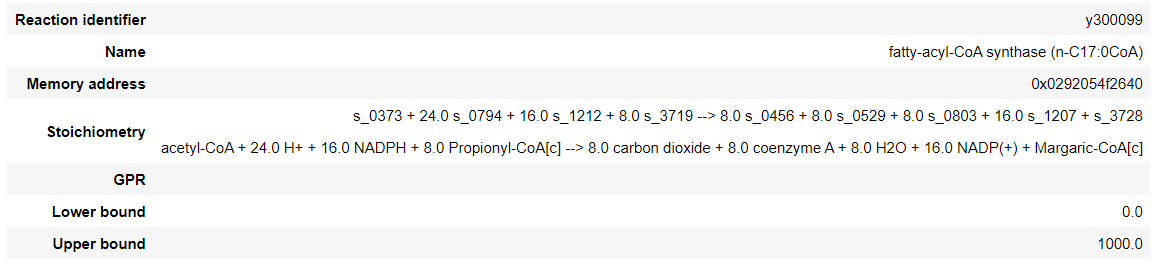 Reaction identifier y300099
Name fatty-acyl-CoA synthase (n-C17:0CoA)
Memory address 0x0292054f2640
Stoichiometry
s_0373 + 24.0 s_0794 + 16.0 s_1212 + 8.0 s_3719 --> 8.0 s_0456 + 8.0 s_0529 + 8.0 s_0803 + 16.0 s_1207 + s_3728
acetyl-CoA + 24.0 H+ + 16.0 NADPH + 8.0 Propionyl-CoA[c] --> 8.0 carbon dioxide + 8.0 coenzyme A + 8.0 H2O + 16.0 NADP(+) + Margaric-CoA[c]
GPR
Lower bound 0.0
Upper bound 1000.0